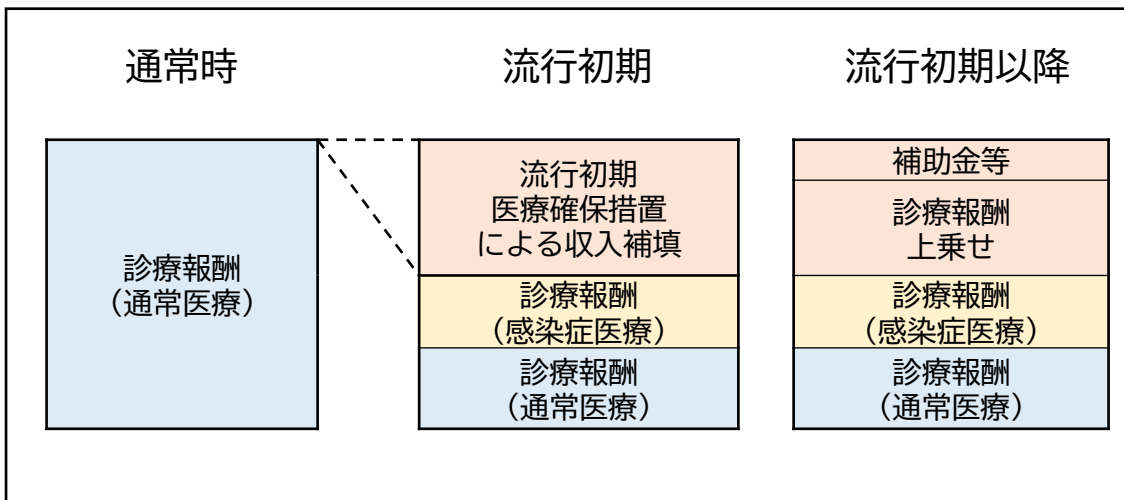 通常時
診療報酬
（通常医療）
流行初期
流行初期
医療確保措置
による収入補填
診療報酬
（感染症医療）
診療報酬
（通常医療）
流行初期以降
補助金等
診療報酬
上乗せ
診療報酬
（感染症医療）
診療報酬
（通常医療）